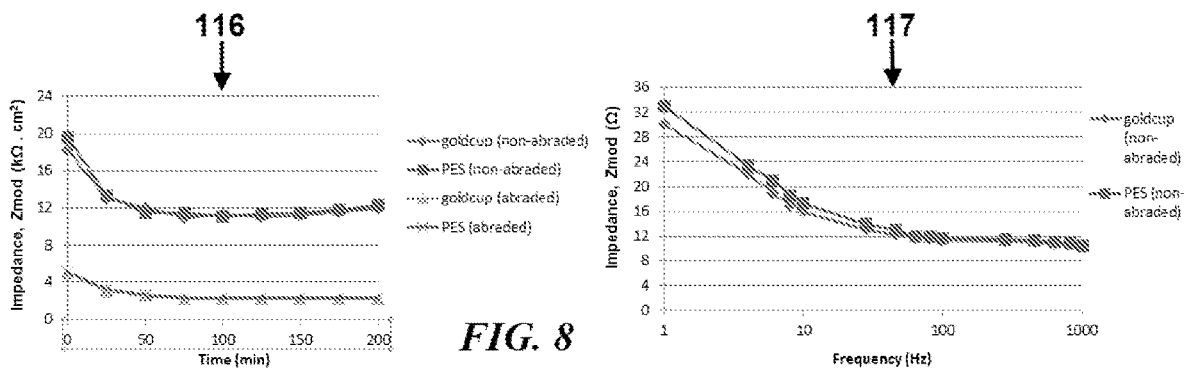 116
117
Impedance, Zmod (kΩ . cm²)
24
20
16
12
8
4
0
0 50 100 150 200
Time (min)
goldcup (non-abraded)
PES (non-abraded)
goldcup (abraded)
PES (abraded)
FIG. 8
Impedance, Zmod (Ω)
36
32
28
24
20
16
12
8
4
0
1 10 100 1000
Frequency (Hz)
goldcup
(non-
abraded)
PES (non-
abraded)